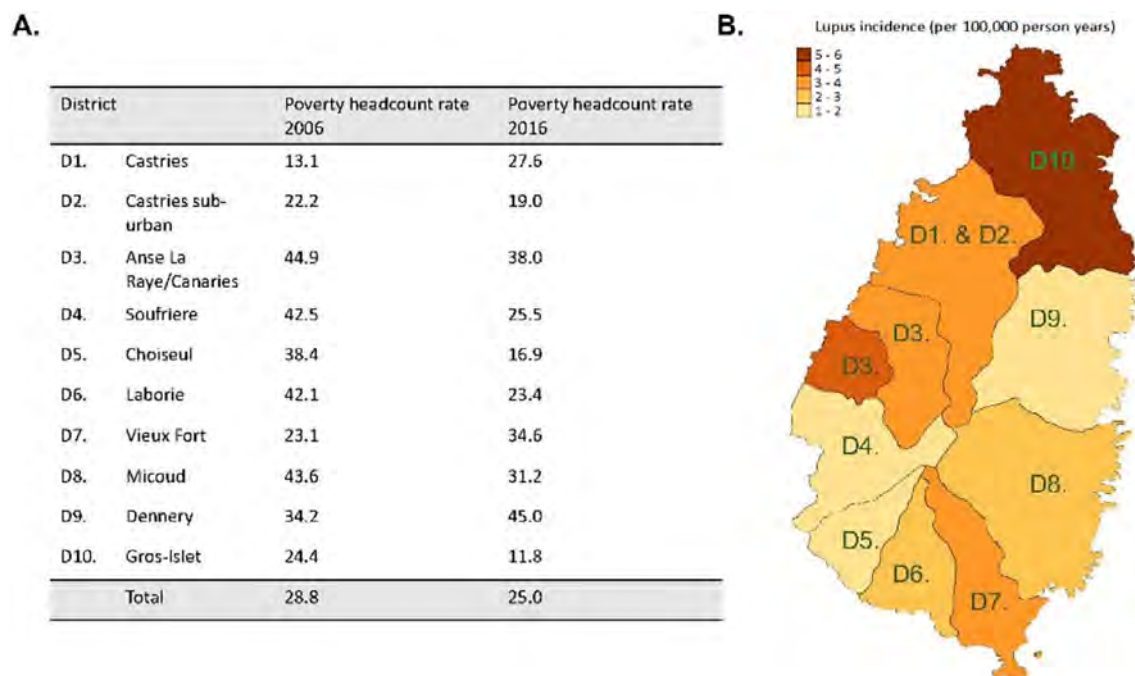 A.
District Poverty headcount rate 2006 Poverty headcount rate 2016
D1. Castries 13.1 27.6
D2. Castries sub-urban 22.2 19.0
D3. Anse La Raye/Canaries 44.9 38.0
D4. Soufriere 42.5 25.5
D5. Choiseul 38.4 16.9
D6. Laborie 42.1 23.4
D7. Vieux Fort 23.1 34.6
D8. Micoud 43.6 31.2
D9. Dennery 34.2 45.0
D10. Gros-Islet 24.4 11.8
Total 28.8 25.0
B.
Lupus incidence (per 100,000 person years)
5 - 6
4 - 5
3 - 4
2 - 3
1 - 2
D10.
D1. & D2.
D9.
D3.
D3.
D4.
D8.
D5.
D6.
D7.